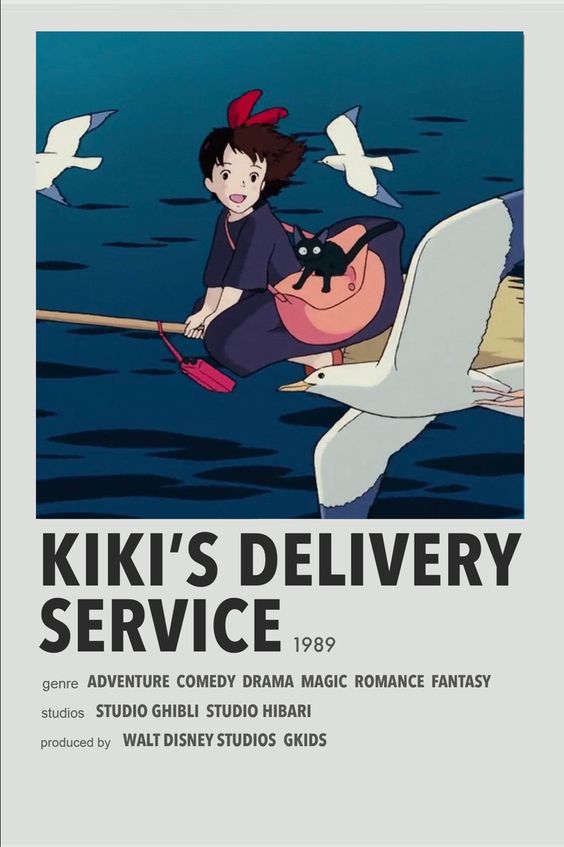 KIKI‘S DELIVERY
SERVICE 1989
genre ADVENTURE COMEDY DRAMA MAGIC ROMANCE FANTASY
studios STUDIO GHIBLI STUDIO HIBARI
produced by WALT DISNEY STUDIOS GKIDS